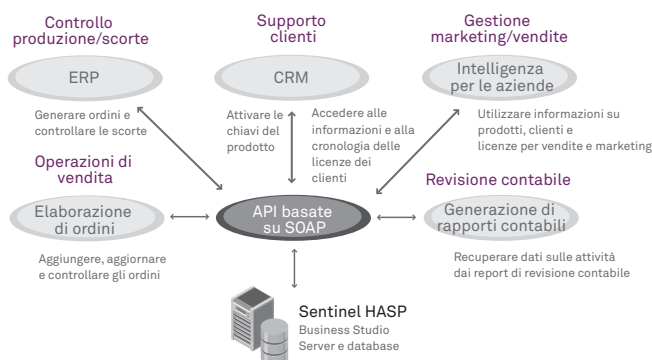 Controllo
produzione/scorte
ERP
Generare ordini e
controllare le scorte
Supporto
clienti
CRM
Attivare le
chiavi del
prodotto
Accedere alle
informazioni e alla
cronologia delle
licenze dei
clienti
Gestione
marketing/vendite
Intelligenza
per le aziende
Utilizzare informazioni su
prodotti, clienti e
licenze per vendite e marketing
Operazioni di
vendita
Elaborazione
di ordini
Aggiungere, aggiornare
e controllare gli ordini
API basate
su SOAP
Revisione contabile
Generazione di
rapporti contabili
Recuperare dati sulle attività
dai report di revisione contabile
Sentinel HASP
Business Studio
Server e database